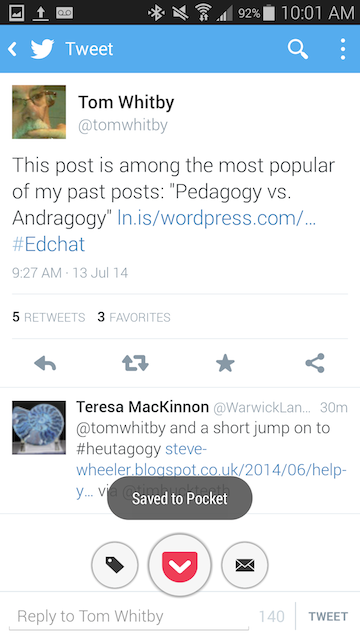 92% 10:01 AM
Tweet
Tom Whitby
@tomwhitby
This post is among the most popular
of my past posts: "Pedagogy vs.
Andragogy" ln.is/wordpress.com/…
#Edchat
9:27 AM · 13 Jul 14
5 RETWEETS 3 FAVORITES
Teresa MacKinnon @WarwickLan... 30m
@tomwhitby and a short jump on to
#heutagogy steve-
wheeler.blogspot.co.uk/2014/06/help-
y… via @timbuckteeth
Saved to Pocket
Reply to Tom Whitby 140 TWEET